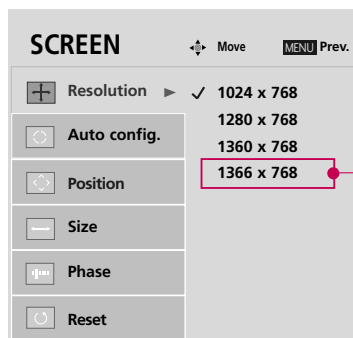 SCREEN Move MENU Prev.
Resolution ► ✓ 1024 x 768
1280 x 768
Auto config.
1360 x 768
1366 x 768
Position
Size
Phase
Reset